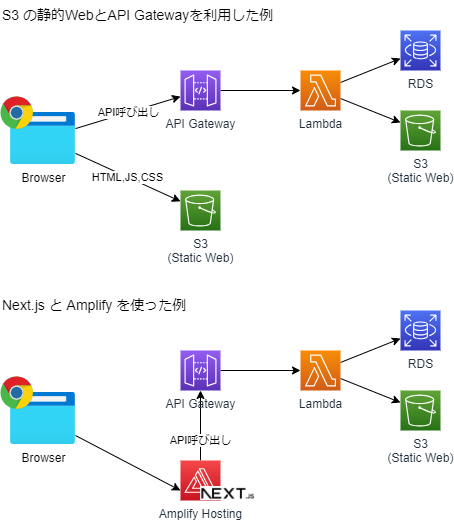 S3 の静的WebとAPI Gatewayを利用した例
RDS
API呼び出し
API Gateway
Lambda
S3
(Static Web)
Browser
HTML,JS,CSS
S3
(Static Web)
Next.js と Amplify を使った例
RDS
API Gateway
Lambda
API呼び出し
S3
(Static Web)
Browser
NEXT.JS
Amplify Hosting